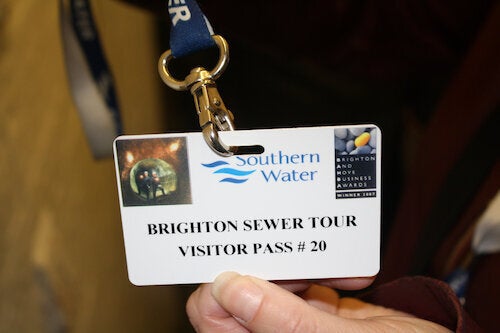 ER
Southern
Water
BRIGHTON
AND
HOVE
BUSINESS
AWARDS
WINNER 2007
BRIGHTON SEWER TOUR
VISITOR PASS # 20